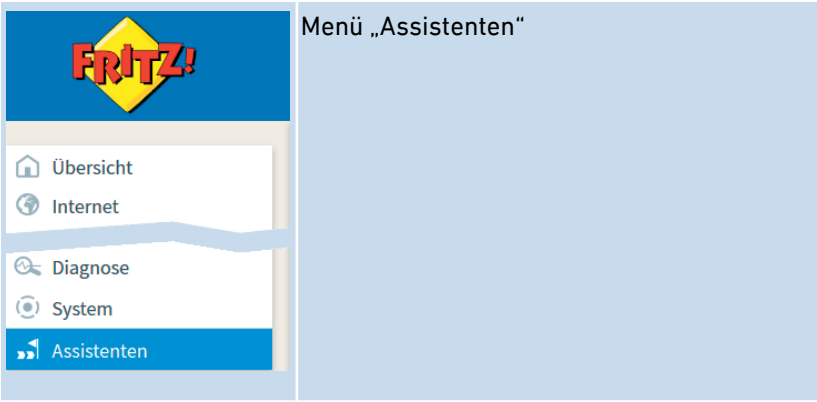 FRITZ!
Menü „Assistenten“
Übersicht
Internet
Diagnose
System
Assistenten